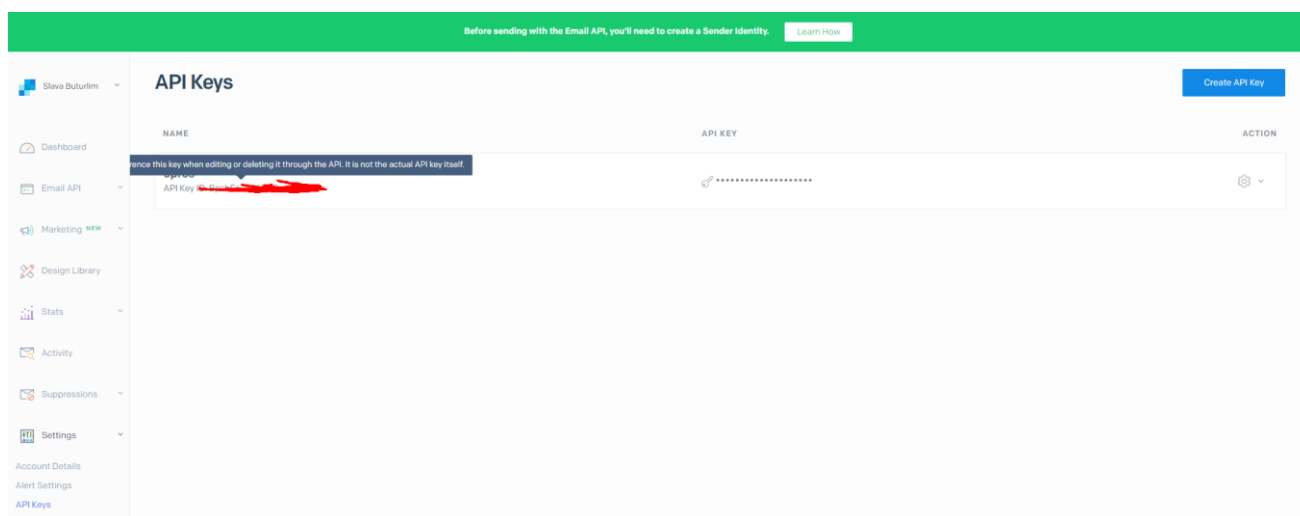 Before sending with the Email API, you'll need to create a Sender Identity. Learn How
Slava Buturlim
API Keys
Create API Key
NAME API KEY ACTION
Dashboard
rence this key when editing or deleting it through the API. It is not the actual API key itself.
API Key ••••••••••••••••••••
Email API
Marketing NEW
Design Library
Stats
Activity
Suppressions
Settings
Account Details
Alert Settings
API Keys